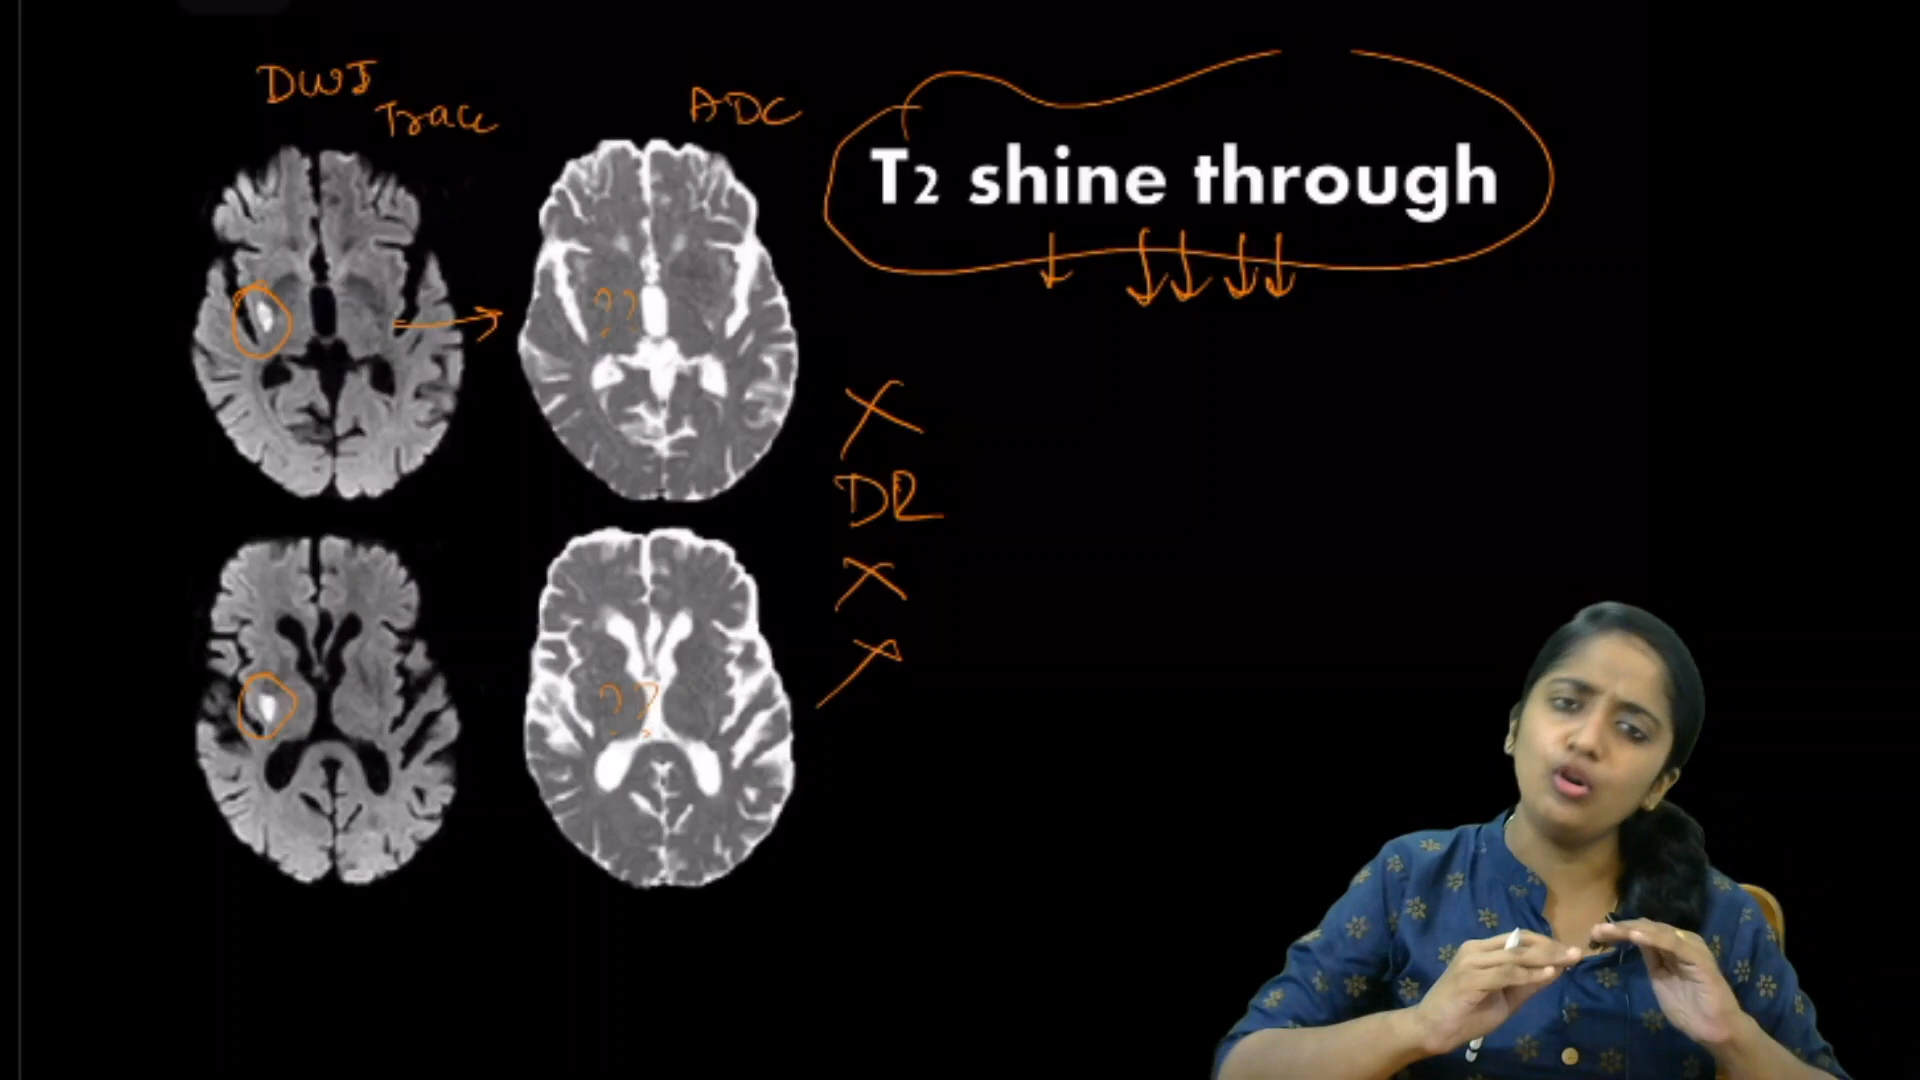 DWI
Trace
ADC
T2 shine through
??
??
X
DR
X
X